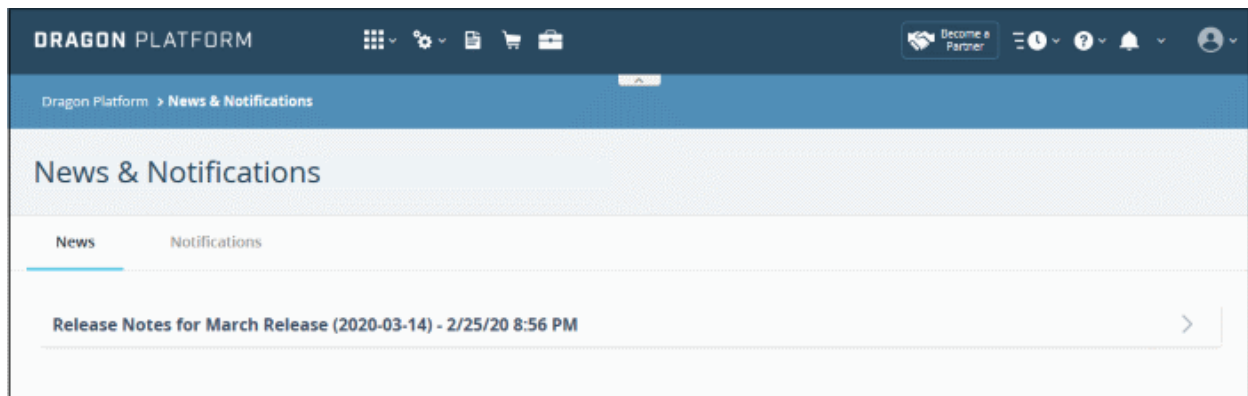 DRAGON PLATFORM
Become a
Partner
Dragon Platform > News & Notifications
News & Notifications
News Notifications
Release Notes for March Release (2020-03-14) - 2/25/20 8:56 PM